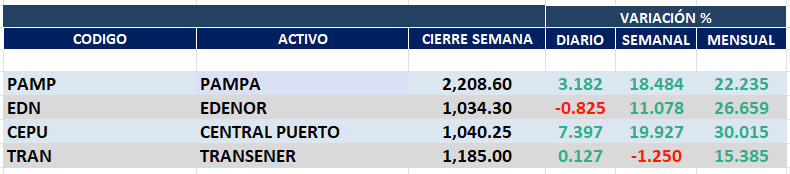 VARIACIÓN %
CODIGO ACTIVO CIERRE SEMANA DIARIO SEMANAL MENSUAL
PAMP PAMPA 2,208.60 3.182 18.484 22.235
EDN EDENOR 1,034.30 -0.825 11.078 26.659
CEPU CENTRAL PUERTO 1,040.25 7.397 19.927 30.015
TRAN TRANSENER 1,185.00 0.127 -1.250 15.385